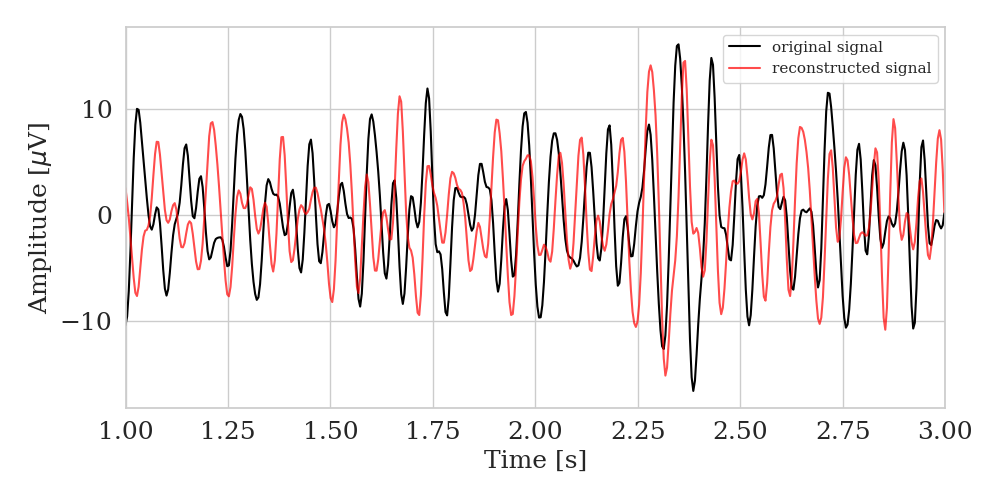 original signal
reconstructed signal
Amplitude [μV]
10
0
−10
1.00 1.25 1.50 1.75 2.00 2.25 2.50 2.75 3.00
Time [s]